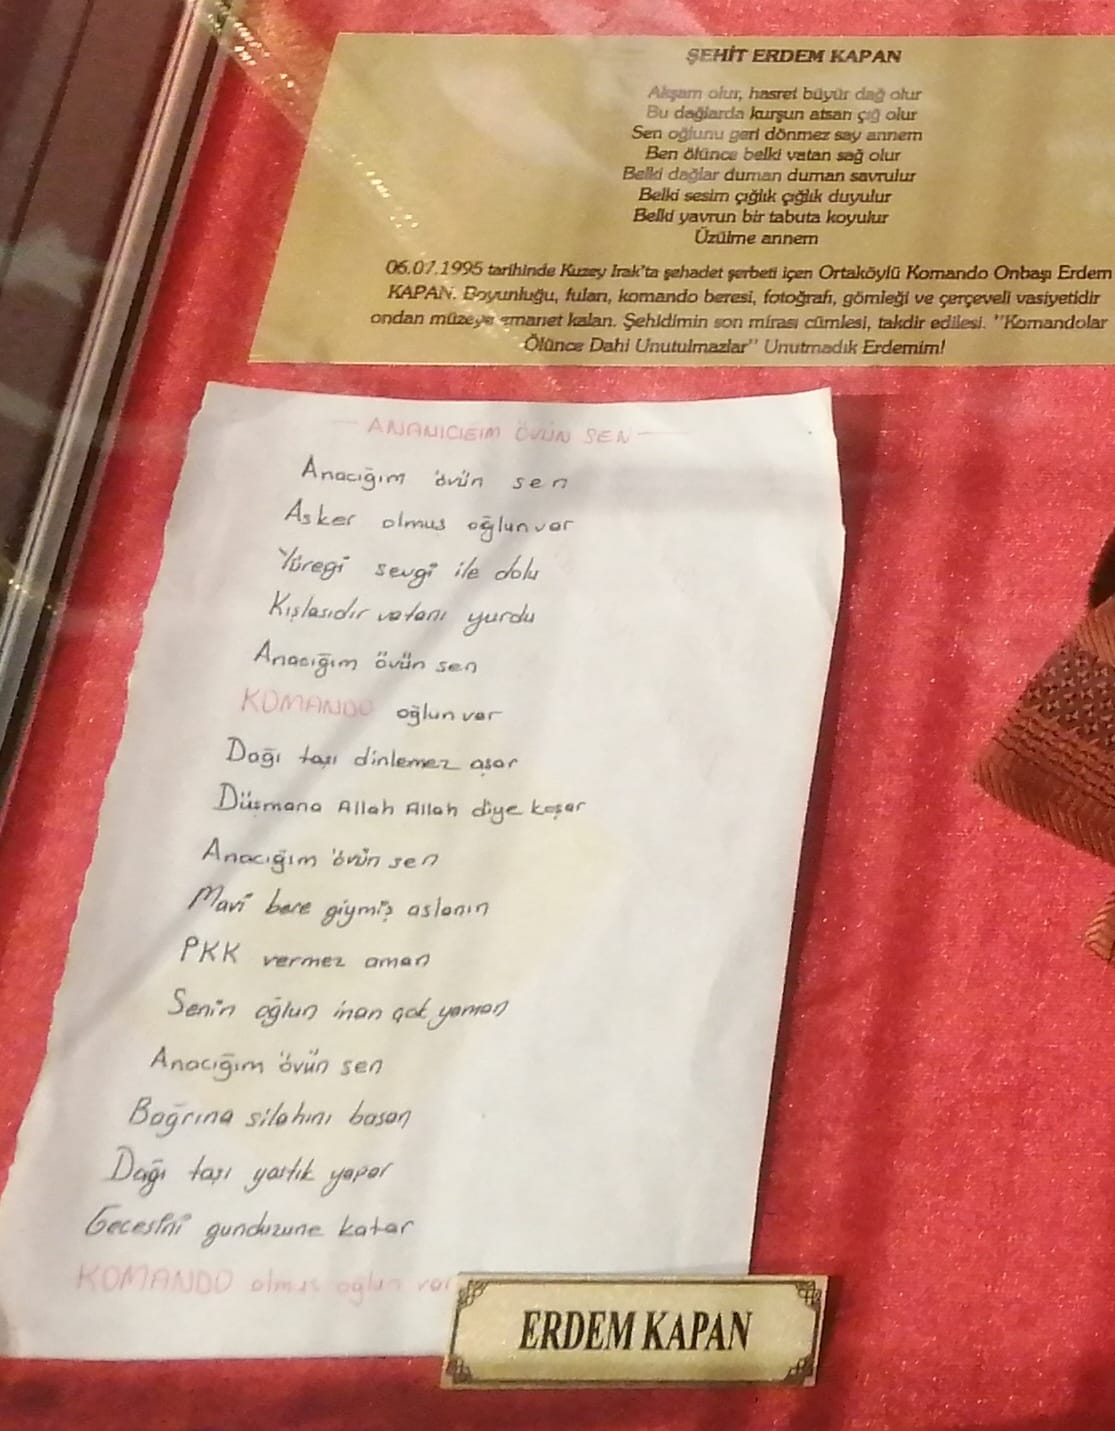 ŞEHİT ERDEM KAPAN
Akşam olur, hasret büyür dağ olur
Bu dağlarda kurşun atsan çığ olur
Sen oğlunu geri dönmez say annem
Ben ölünce belki vatan sağ olur
Belki dağlar duman duman savrulur
Belki sesim çığlık çığlık duyulur
Belki yavrun bir tabuta koyulur
Üzülme annem
06.07.1995 tarihinde Kuzey Irak'ta şehadet şerbeti içen Ortaköylü Komando Onbaşı Erdem
KAPAN. Boyunluğu, fuları, komando beresi, fotoğrafı, gömleği ve çerçeveli vasiyetidir
ondan müzeye emanet kalan. Şehidimin son mirası cümlesi, takdir edilesi. "Komandolar
Ölünce Dahi Unutulmazlar" Unutmadık Erdemim!
ANANICIĞIM ÖVÜN SEN
Anacığım övün sen
Asker olmus oğlun var
Yüregi sevgi ile dolu
Kışlasıdır vatanı yurdu
Anacığım övün sen
KOMANDO oğlun var
Dağı taşı dinlemez aşar
Düşmana Allah Allah diye koşar
Anacığım övün sen
Mavi bere giymiş aslanın
PKK vermez aman
Senin oğlun inan çok yaman
Anacığım övün sen
Bağrına silahını basan
Dağı taşı yastık yapar
Gecesini gunduzune katar
KOMANDO olmus oğlun var
ERDEM KAPAN